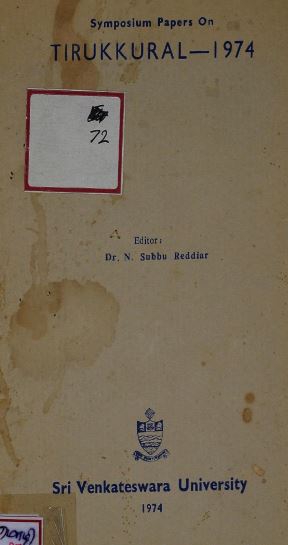 Symposium Papers On
TIRUKKURAL—1974
72
Editor:
Dr. N. Subbu Reddiar
Sri Venkateswara University
1974